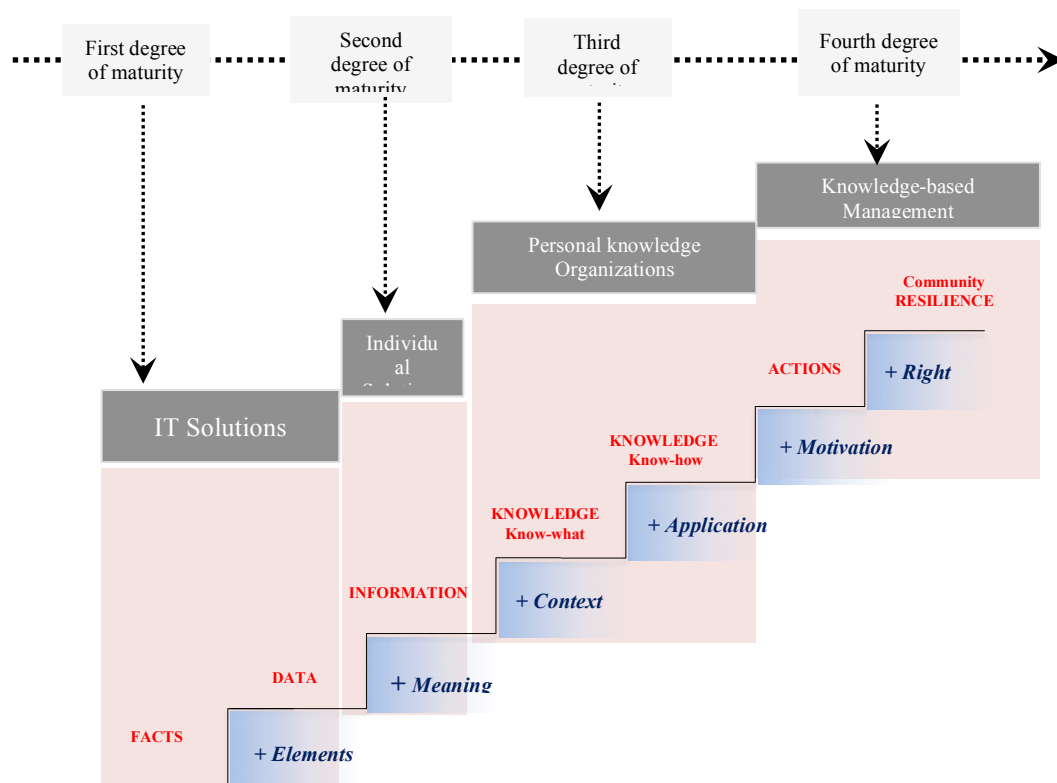 First degree
of maturity
Second
degree of
maturity
Third
degree of
Fourth degree
of maturity
Knowledge-based
Management
Personal knowledge
Organizations
Individu
al
IT Solutions
Community
RESILIENCE
ACTIONS
+ Right
KNOWLEDGE
Know-how
+ Motivation
KNOWLEDGE
Know-what
+ Application
INFORMATION
+ Context
DATA
+ Meaning
FACTS
+ Elements